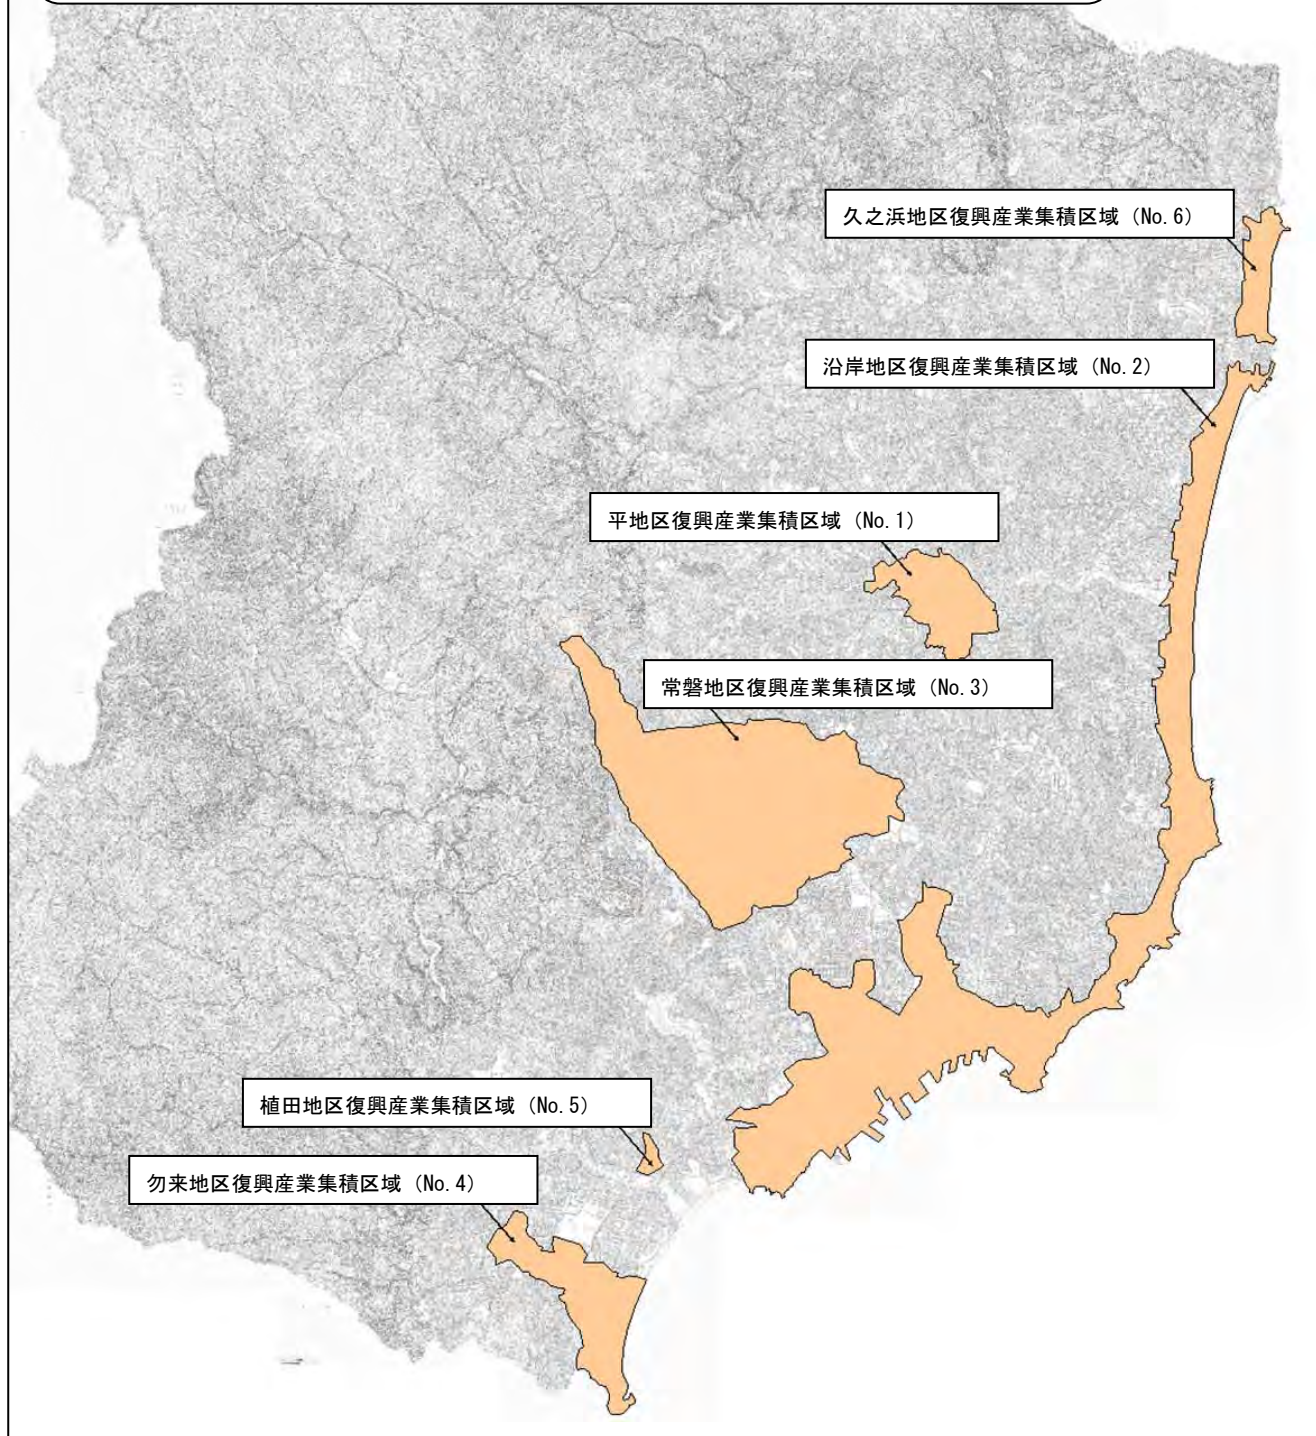 久之浜地区復興産業集積区域（No.6）
沿岸地区復興産業集積区域（No.2）
平地区復興産業集積区域（No.1）
常磐地区復興産業集積区域（No.3）
植田地区復興産業集積区域（No.5）
勿来地区復興産業集積区域（No.4）